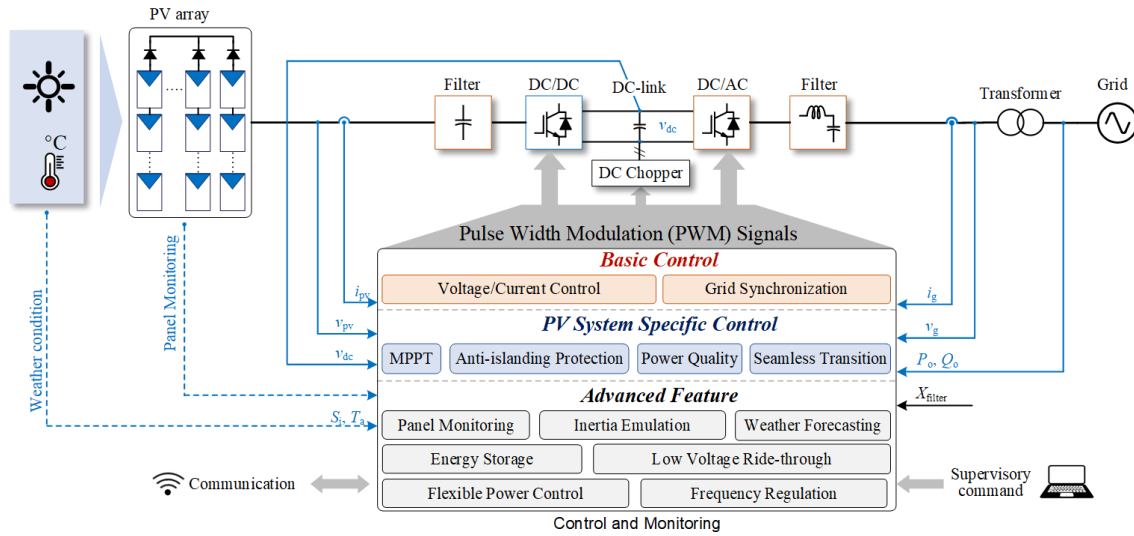 PV array
°C
Filter
DC/DC
DC-link
DC/AC
Filter
Transformer
Grid
v_dc
DC Chopper
Weather condition
Panel Monitoring
Pulse Width Modulation (PWM) Signals
Basic Control
i_pv
Voltage/Current Control
Grid Synchronization
i_g
v_pv
PV System Specific Control
v_g
v_dc
MPPT
Anti-islanding Protection
Power Quality
Seamless Transition
P_o, Q_o
Advanced Feature
X_filter
S_i, T_a
Panel Monitoring
Inertia Emulation
Weather Forecasting
Energy Storage
Low Voltage Ride-through
Communication
Flexible Power Control
Frequency Regulation
Supervisory
command
Control and Monitoring